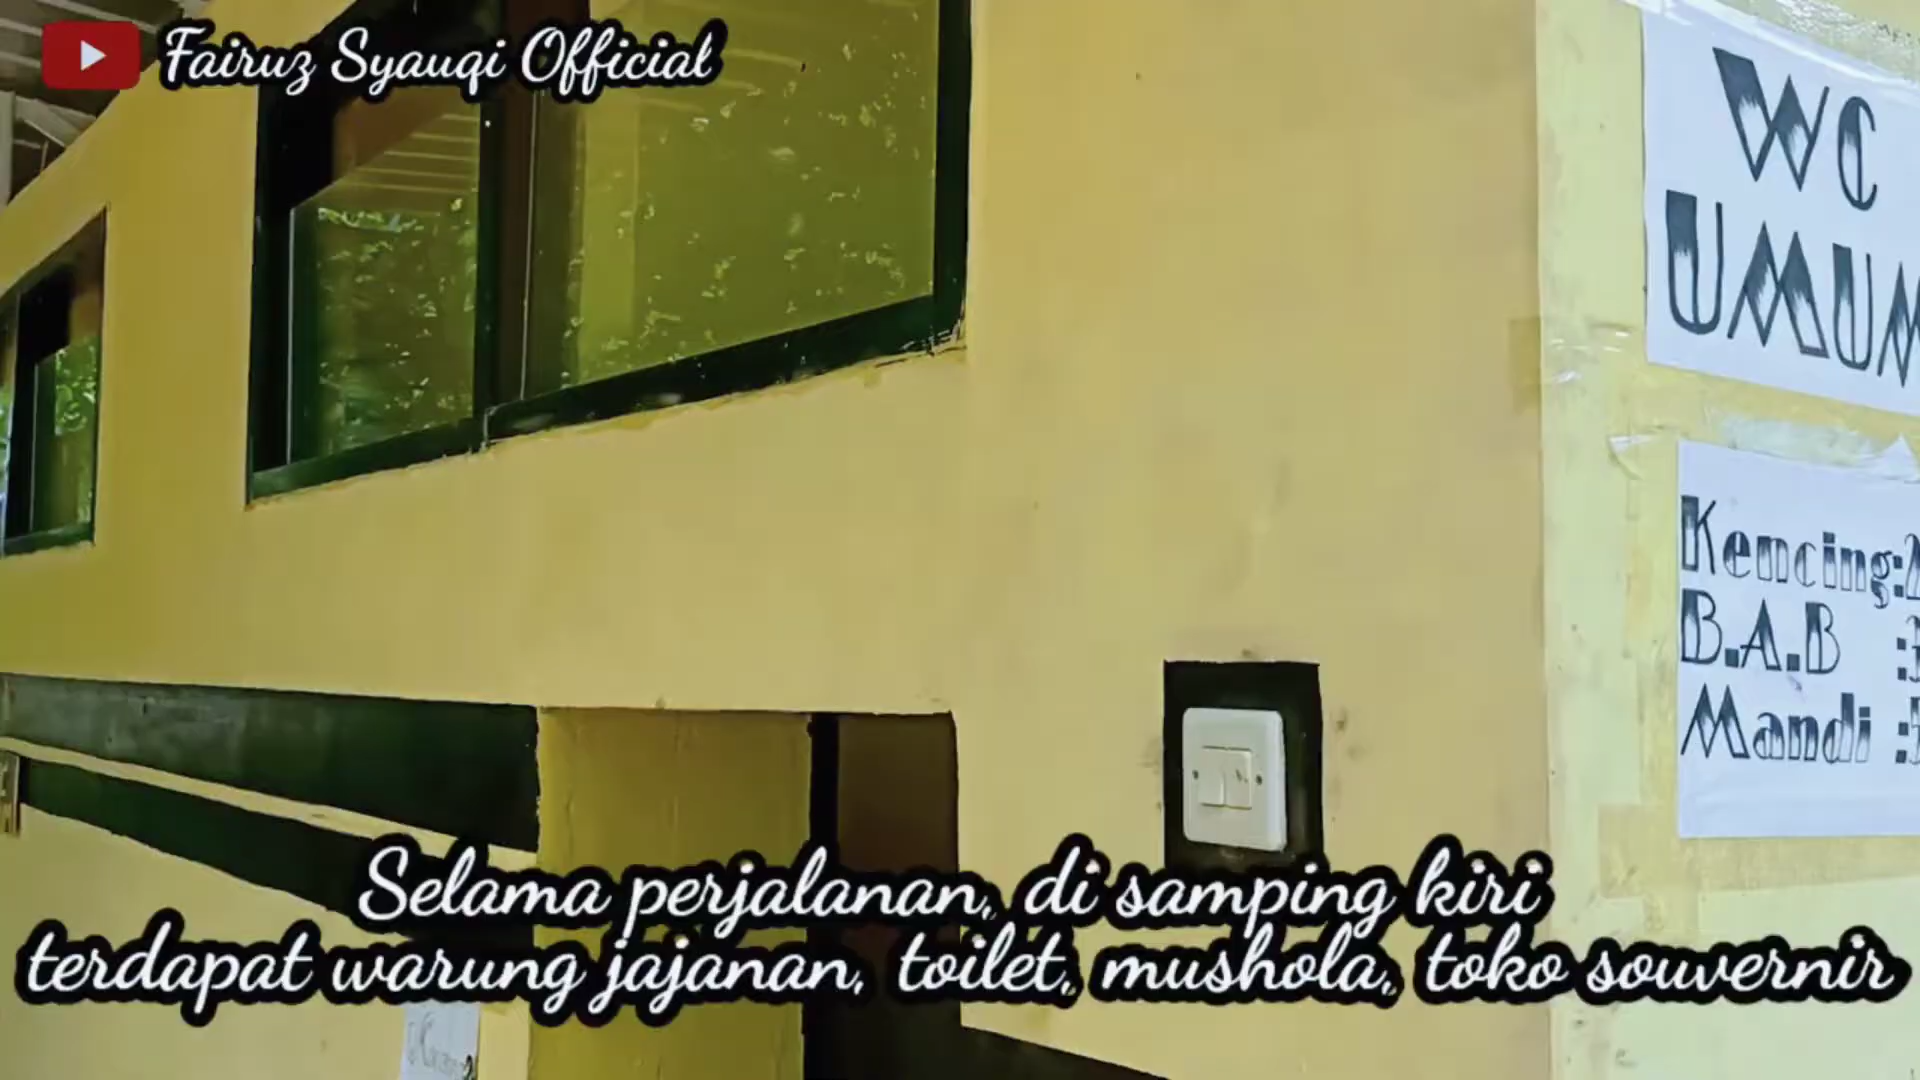 Fairuz Syauqi Official
WC
UMUM
Kencing:
B.A.B :
Mandi :
Selama perjalanan, di samping kiri
terdapat warung jajanan, toilet, mushola, toko souvernir